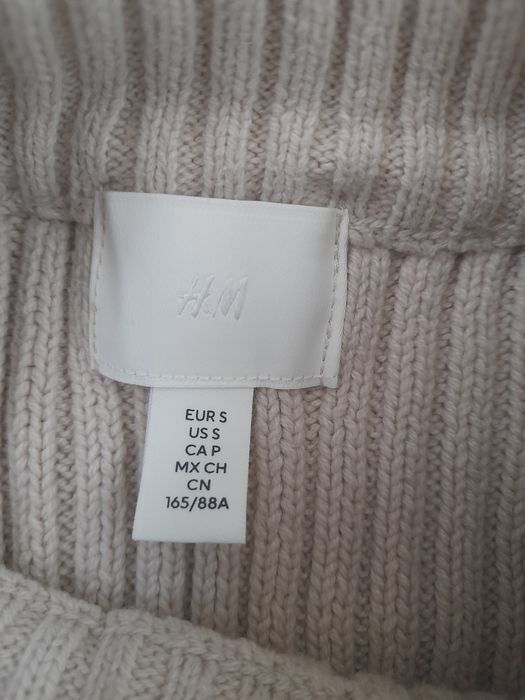 H&M
EUR S
US S
CA P
MX CH
CN
165/88A